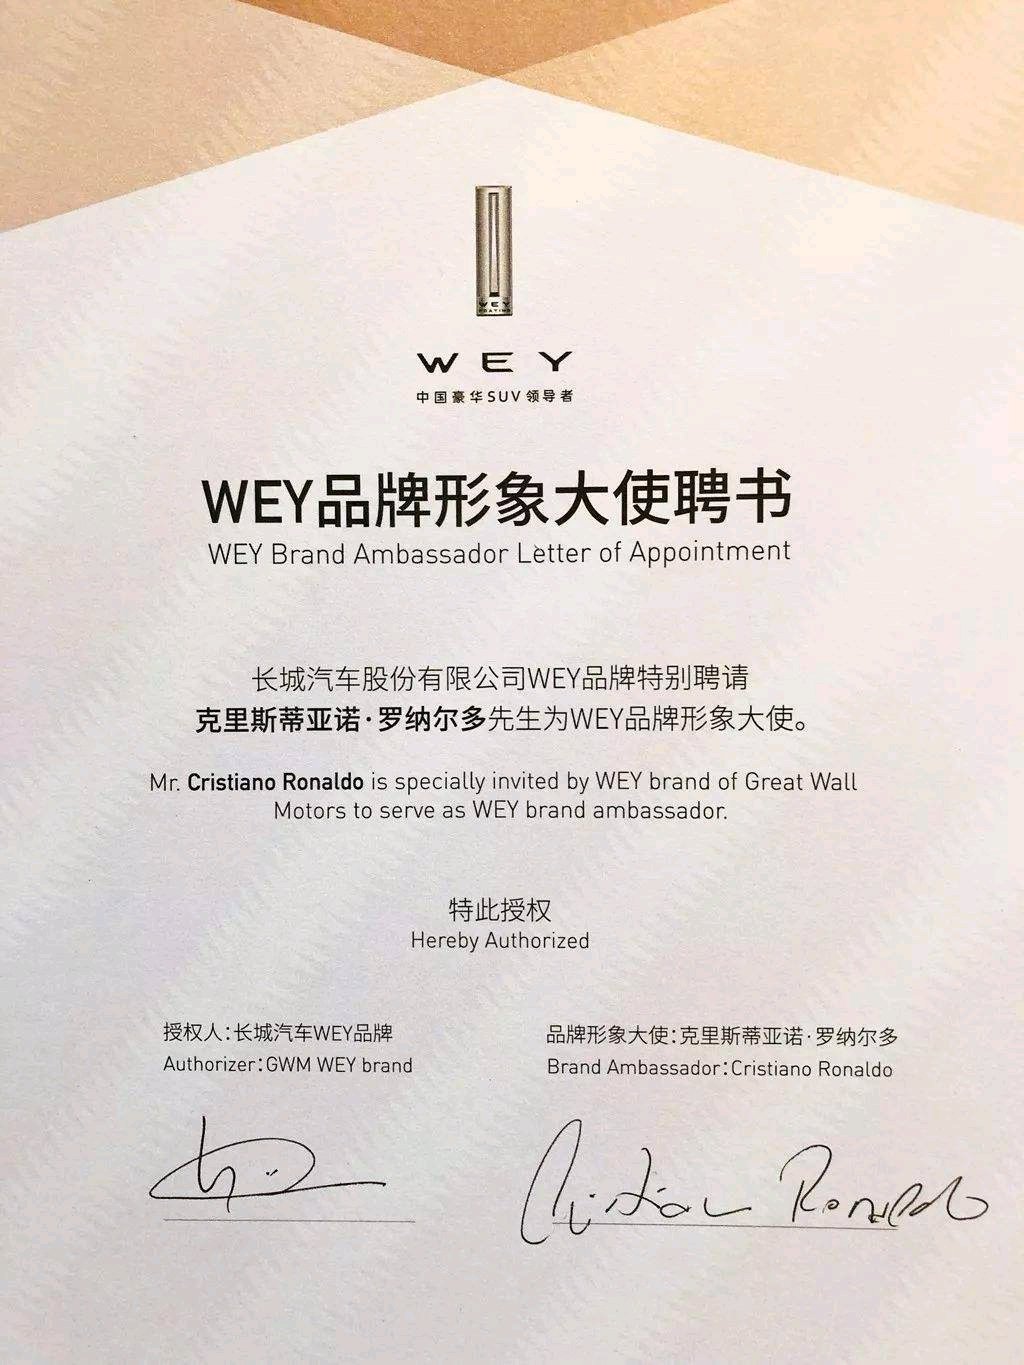 WEY
WEY
中国豪华SUV领导者
WEY品牌形象大使聘书
WEY Brand Ambassador Letter of Appointment
长城汽车股份有限公司WEY品牌特别聘请
克里斯蒂亚诺·罗纳尔多先生为WEY品牌形象大使。
Mr. Cristiano Ronaldo is specially invited by WEY brand of Great Wall
Motors to serve as WEY brand ambassador.
特此授权
Hereby Authorized
授权人:长城汽车WEY品牌
Authorizer:GWM WEY brand
品牌形象大使:克里斯蒂亚诺·罗纳尔多
Brand Ambassador:Cristiano Ronaldo
Cristiano Ronaldo